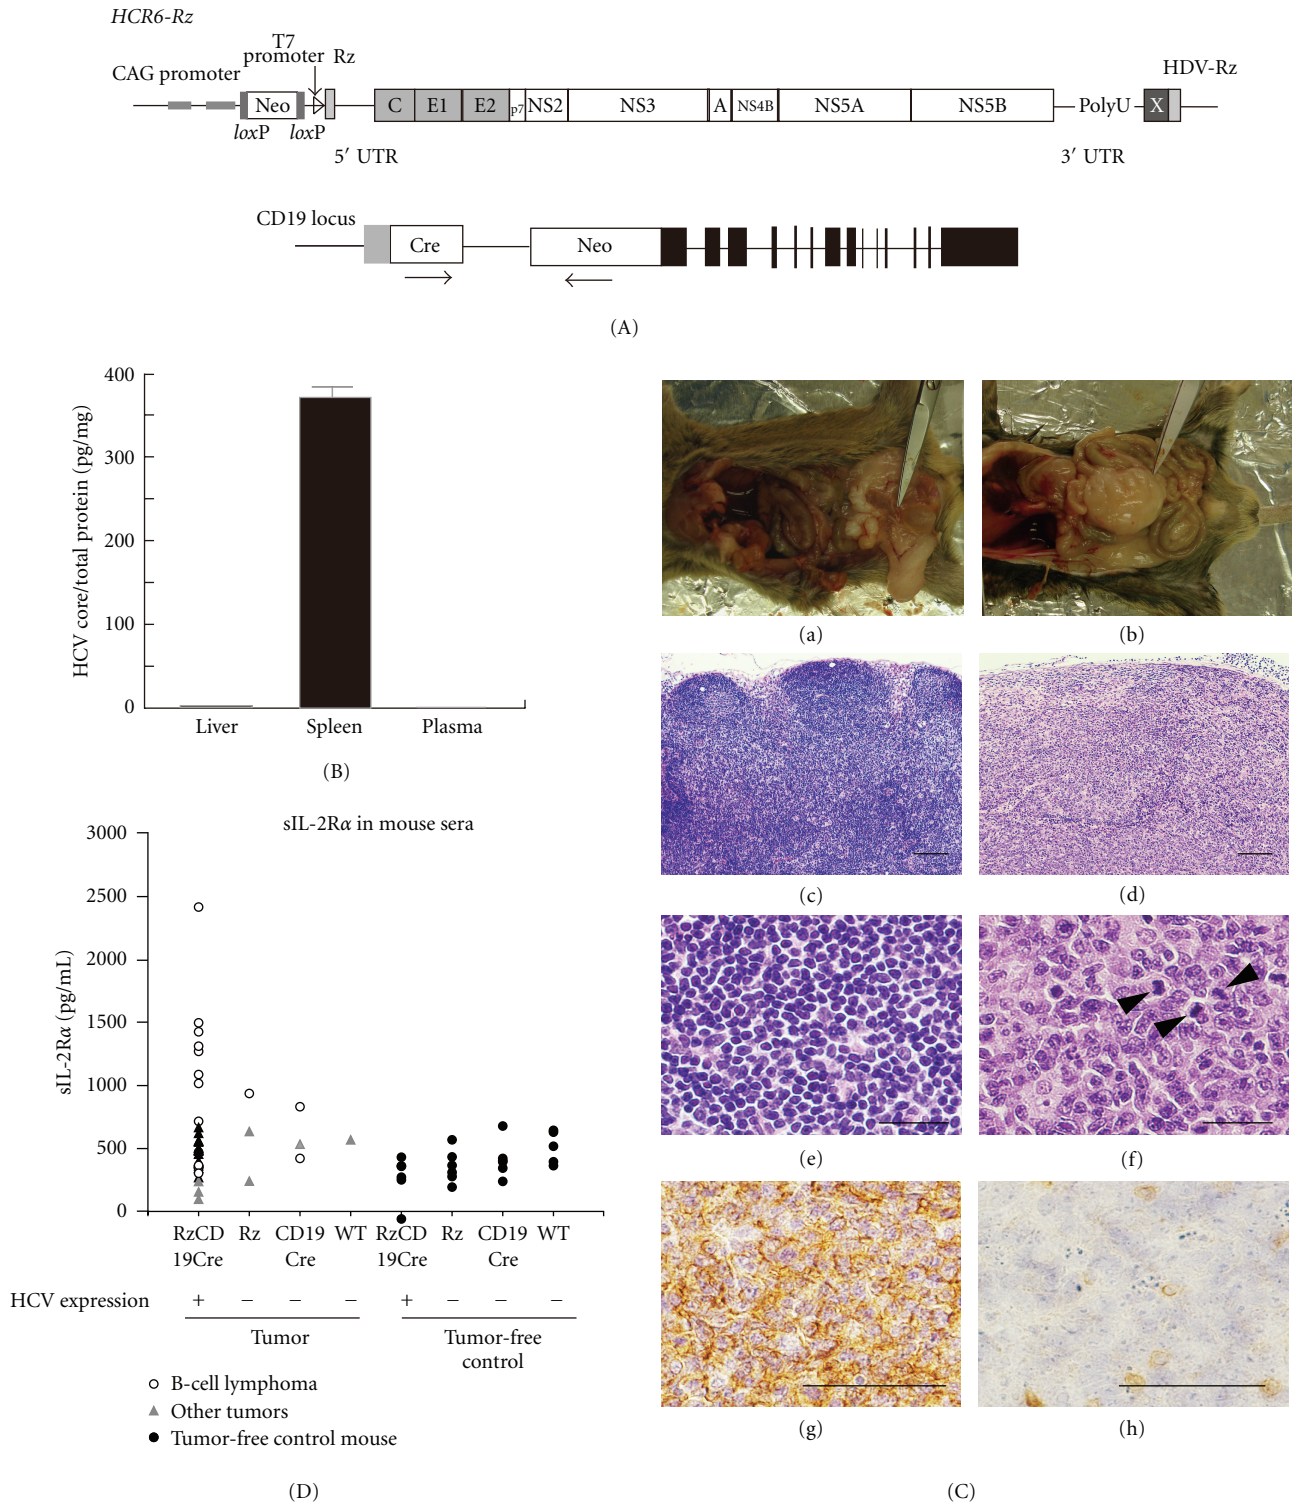 HCR6-Rz
T7
promoter
Rz
CAG promoter
HDV-Rz
Neo
C
E1
E2
p7
NS2
NS3
A
NS4B
NS5A
NS5B
PolyU
X
loxP
loxP
5′ UTR
3′ UTR
CD19 locus
Cre
Neo
(A)
HCV core/total protein (pg/mg)
400
300
200
100
0
Liver
Spleen
Plasma
(B)
(a)
(b)
(c)
(d)
(e)
(f)
(g)
(h)
(C)
sIL-2Rα in mouse sera
sIL-2Rα (pg/mL)
3000
2500
2000
1500
1000
500
0
RzCD
19Cre
Rz
CD19
Cre
WT
RzCD
19Cre
Rz
CD19
Cre
WT
HCV expression + − − − + − − −
Tumor
Tumor-free
control
B-cell lymphoma
Other tumors
Tumor-free control mouse
(D)